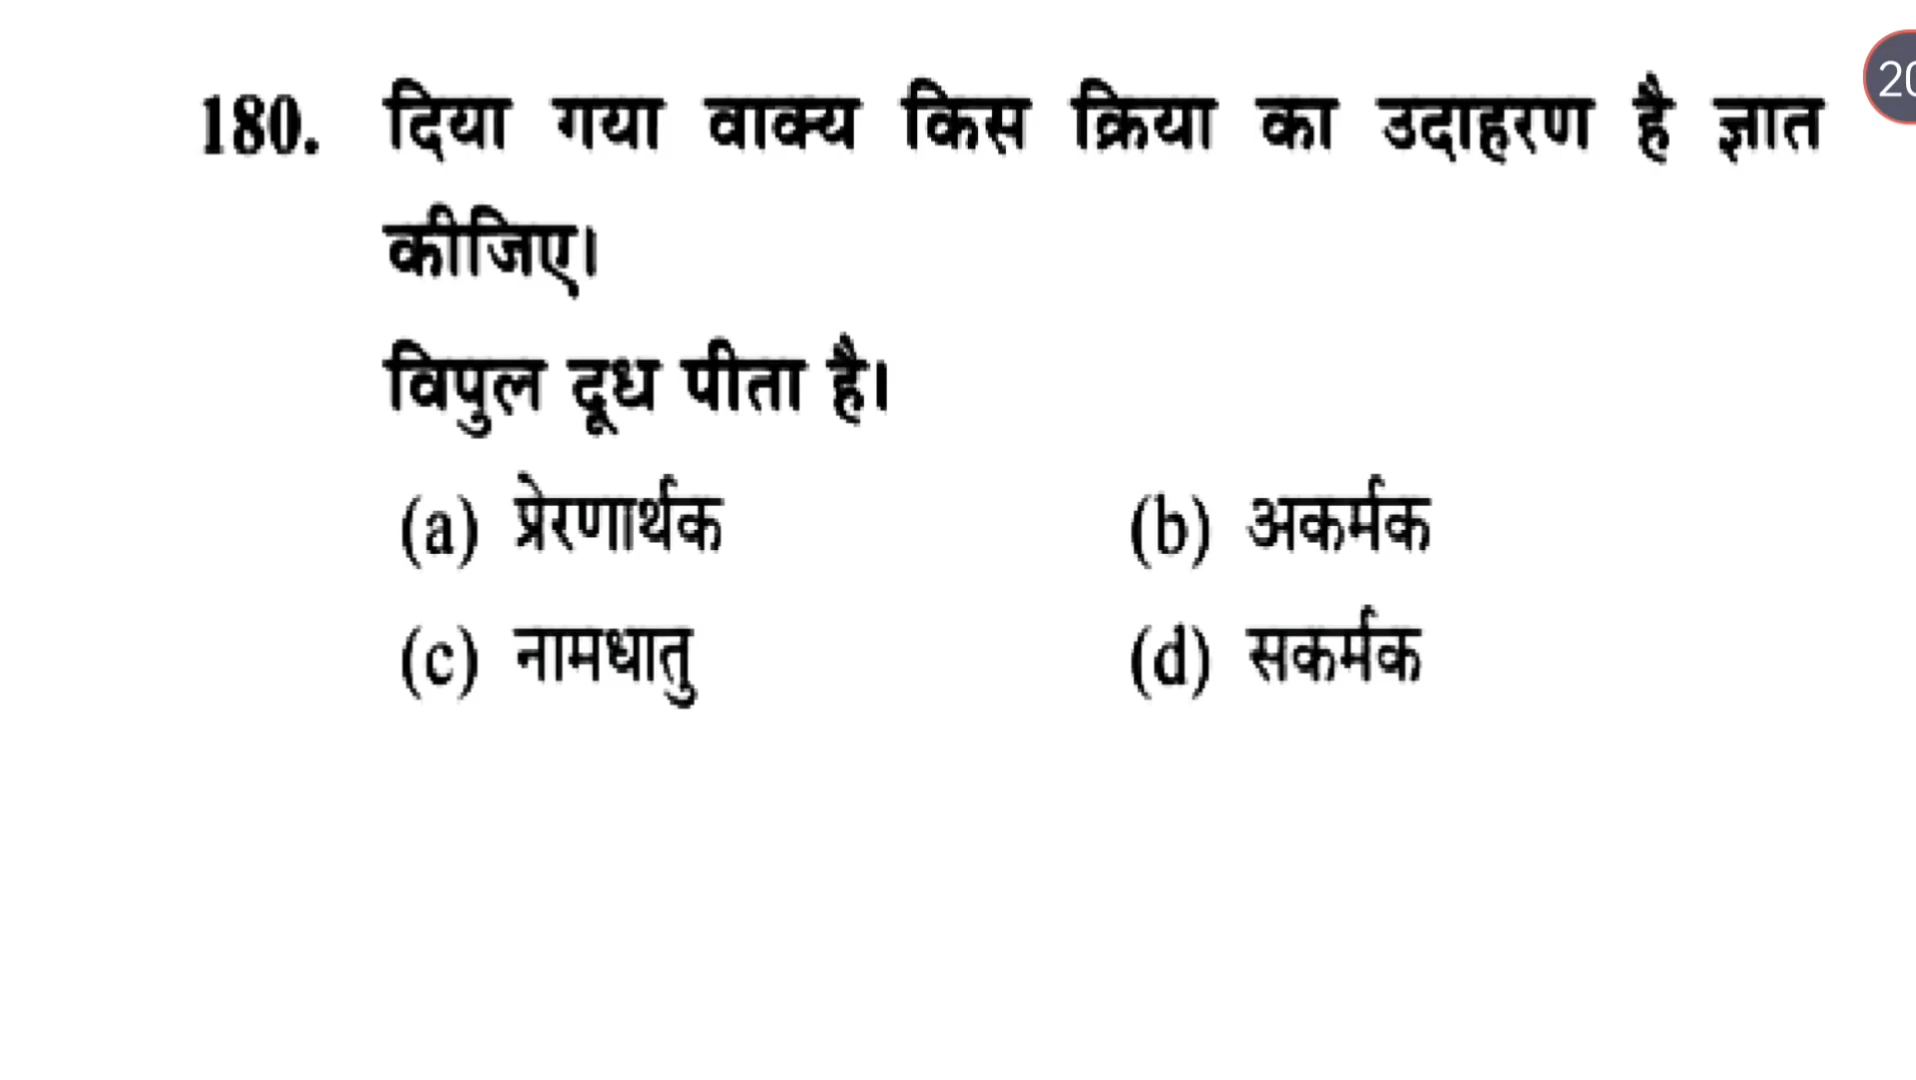 180. दिया गया वाक्य किस क्रिया का उदाहरण है ज्ञात
कीजिए।
विपुल दूध पीता है।
(a) प्रेरणार्थक (b) अकर्मक
(c) नामधातु (d) सकर्मक